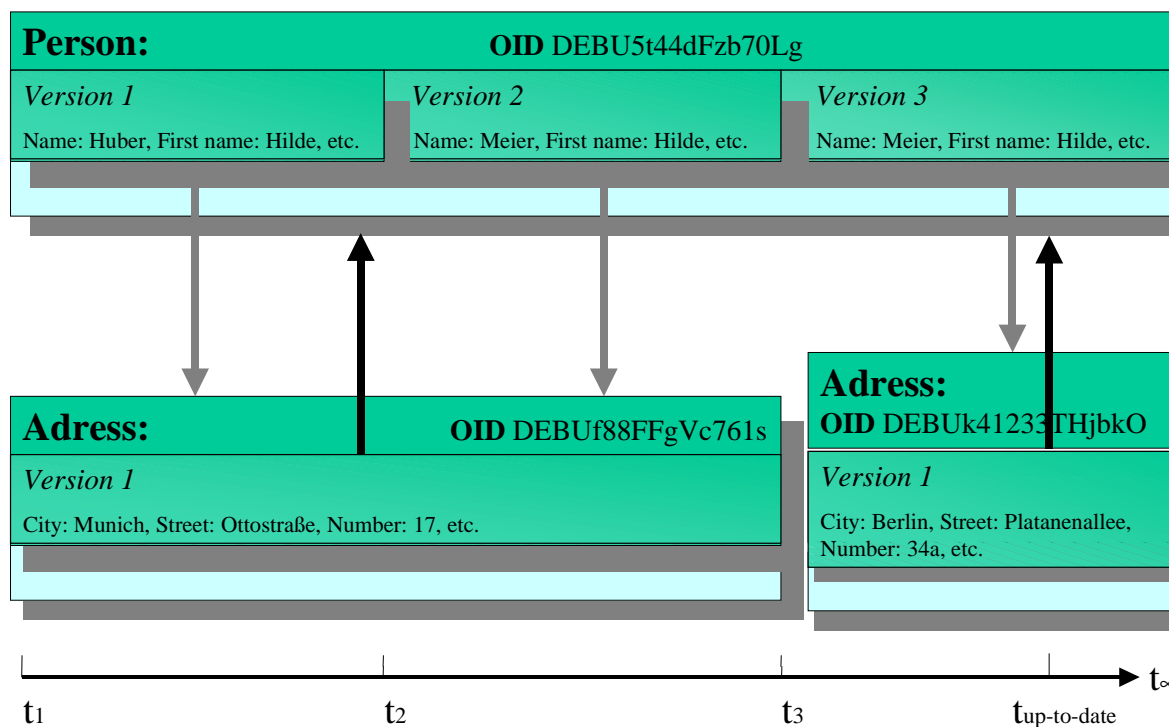 Person: OID DEBU5t44dFzb70Lg
Version 1
Name: Huber, First name: Hilde, etc.
Version 2
Name: Meier, First name: Hilde, etc.
Version 3
Name: Meier, First name: Hilde, etc.
Adress: OID DEBUf88FFgVc761s
Version 1
City: Munich, Street: Ottostraße, Number: 17, etc.
Adress:
OID DEBUk41233THjbkO
Version 1
City: Berlin, Street: Platanenallee,
Number: 34a, etc.
t1 t2 t3 tup-to-date t∞